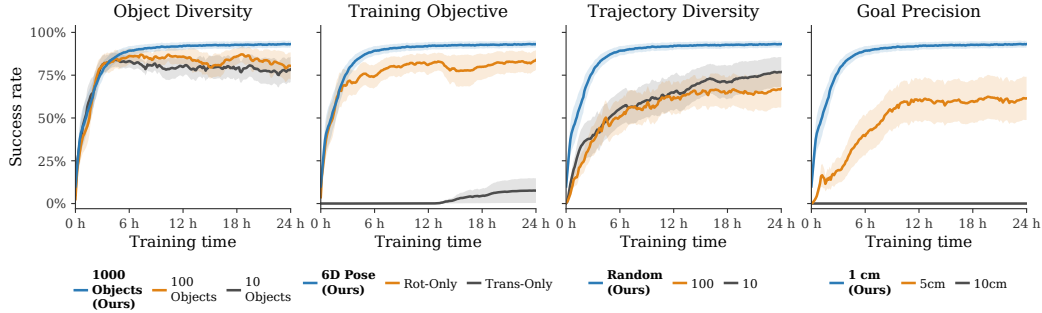 Object Diversity
Training Objective
Trajectory Diversity
Goal Precision
Success rate
100%
75%
50%
25%
0%
0 h
6 h
12 h
18 h
24 h
0 h
6 h
12 h
18 h
24 h
0 h
6 h
12 h
18 h
24 h
0 h
6 h
12 h
18 h
24 h
Training time
Training time
Training time
Training time
1000
Objects
(Ours)
100
Objects
10
Objects
6D Pose
(Ours)
Rot-Only
Trans-Only
Random
(Ours)
100
10
1 cm
(Ours)
5cm
10cm